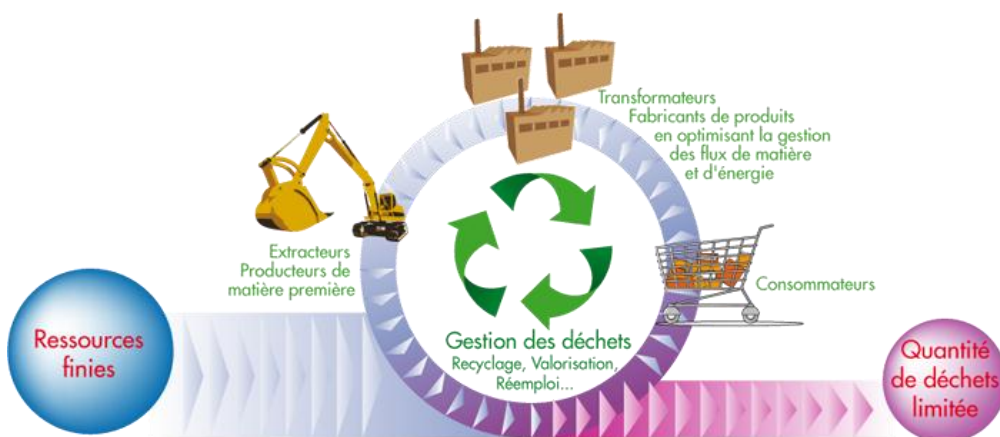 Transformateurs
Fabricants de produits
en optimisant la gestion
des flux de matière
et d'énergie
Extracteurs
Producteurs de
matière première
Consommateurs
Ressources
finies
Gestion des déchets
Recyclage, Valorisation,
Réemploi...
Quantité
de déchets
limitée